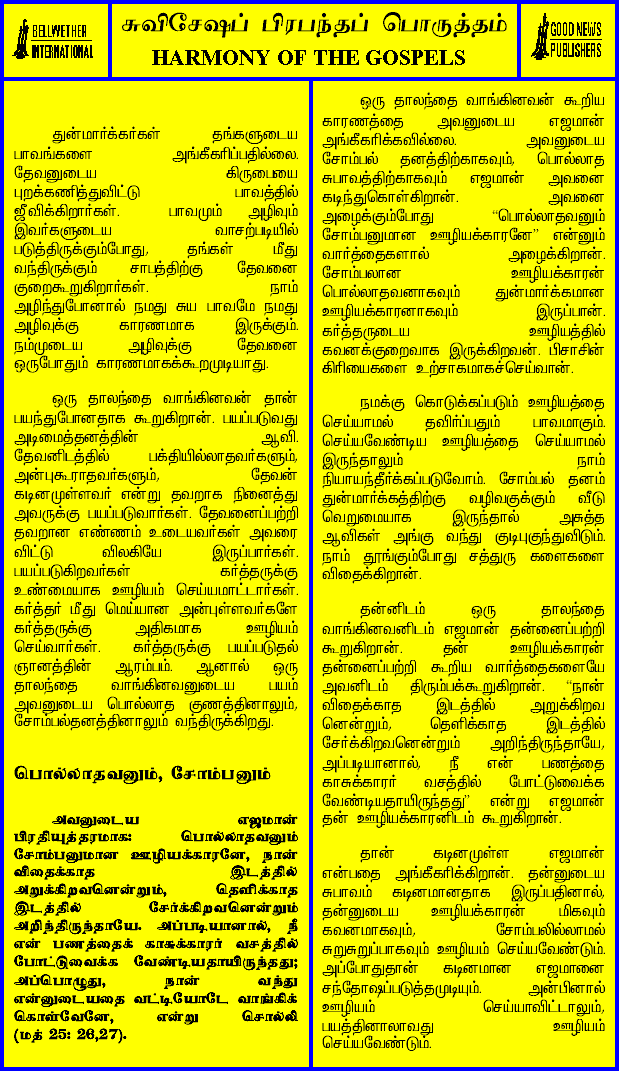 BELLWETHER
INTERNATIONAL
சுவிசேஷப் பிரபந்தப் பொருத்தம்
HARMONY OF THE GOSPELS
GOOD NEWS
PUBLISHERS
துன்மார்க்கர்கள் தங்களுடைய
பாவங்களை அங்கீகரிப்பதில்லை.
தேவனுடைய கிருபையை
புறக்கணித்துவிட்டு பாவத்தில்
ஜீவிக்கிறார்கள். பாவமும் அழிவும்
இவர்களுடைய வாசற்படியில்
படுத்திருக்கும்போது, தங்கள் மீது
வந்திருக்கும் சாபத்திற்கு தேவனை
குறைகூறுகிறார்கள். நாம்
அழிந்துபோனால் நமது சுய பாவமே நமது
அழிவுக்கு காரணமாக இருக்கும்.
நம்முடைய அழிவுக்கு தேவனை
ஒருபோதும் காரணமாகக்கூறமுடியாது.
ஒரு தாலந்தை வாங்கினவன் தான்
பயந்துபோனதாக கூறுகிறான். பயப்படுவது
அடிமைத்தனத்தின் ஆவி.
தேவனிடத்தில் பக்தியில்லாதவர்களும்,
அன்புகூராதவர்களும், தேவன்
கடினமுள்ளவர் என்று தவறாக நினைத்து
அவருக்கு பயப்படுவார்கள். தேவனைப்பற்றி
தவறான எண்ணம் உடையவர்கள் அவரை
விட்டு விலகியே இருப்பார்கள்.
பயப்படுகிறவர்கள் கர்த்தருக்கு
உண்மையாக ஊழியம் செய்யமாட்டார்கள்.
கர்த்தர் மீது மெய்யான அன்புள்ளவர்களே
கர்த்தருக்கு அதிகமாக ஊழியம்
செய்வார்கள். கர்த்தருக்கு பயப்படுதல்
ஞானத்தின் ஆரம்பம். ஆனால் ஒரு
தாலந்தை வாங்கினவனுடைய பயம்
அவனுடைய பொல்லாத குணத்தினாலும்,
சோம்பல்தனத்தினாலும் வந்திருக்கிறது.
பொல்லாதவனும், சோம்பனும்
அவனுடைய எஜமான்
பிரதியுத்தரமாக: பொல்லாதவனும்
சோம்பனுமான ஊழியக்காரனே, நான்
விதைக்காத இடத்தில்
அறுக்கிறவனென்றும், தெளிக்காத
இடத்தில் சேர்க்கிறவனென்றும்
அறிந்திருந்தாயே. அப்படியானால், நீ
என் பணத்தைக் காசுக்காரர் வசத்தில்
போட்டுவைக்க வேண்டியதாயிருந்தது;
அப்பொழுது, நான் வந்து
என்னுடையதை வட்டியோடே வாங்கிக்
கொள்வேனே, என்று சொல்லி
(மத் 25: 26,27).
ஒரு தாலந்தை வாங்கினவன் கூறிய
காரணத்தை அவனுடைய எஜமான்
அங்கீகரிக்கவில்லை. அவனுடைய
சோம்பல் தனத்திற்காகவும், பொல்லாத
சுபாவத்திற்காகவும் எஜமான் அவனை
கடிந்துகொள்கிறான். அவனை
அழைக்கும்போது “பொல்லாதவனும்
சோம்பனுமான ஊழியக்காரனே” என்னும்
வார்த்தைகளால் அழைக்கிறான்.
சோம்பலான ஊழியக்காரன்
பொல்லாதவனாகவும் துன்மார்க்கமான
ஊழியக்காரனாகவும் இருப்பான்.
கர்த்தருடைய ஊழியத்தில்
கவனக்குறைவாக இருக்கிறவன். பிசாசின்
கிரியைகளை உற்சாகமாகச்செய்வான்.
நமக்கு கொடுக்கப்படும் ஊழியத்தை
செய்யாமல் தவிர்ப்பதும் பாவமாகும்.
செய்யவேண்டிய ஊழியத்தை செய்யாமல்
இருந்தாலும் நாம்
நியாயந்தீர்க்கப்படுவோம். சோம்பல் தனம்
துன்மார்க்கத்திற்கு வழிவகுக்கும் வீடு
வெறுமையாக இருந்தால் அசுத்த
ஆவிகள் அங்கு வந்து குடிபுகுந்துவிடும்.
நாம் தூங்கும்போது சத்துரு களைகளை
விதைக்கிறான்.
தன்னிடம் ஒரு தாலந்தை
வாங்கினவனிடம் எஜமான் தன்னைப்பற்றி
கூறுகிறான். தன் ஊழியக்காரன்
தன்னைப்பற்றி கூறிய வார்த்தைகளையே
அவனிடம் திரும்பக்கூறுகிறான். “நான்
விதைக்காத இடத்தில் அறுக்கிறவ
னென்றும், தெளிக்காத இடத்தில்
சேர்க்கிறவனென்றும் அறிந்திருந்தாயே,
அப்படியானால், நீ என் பணத்தை
காசுக்காரர் வசத்தில் போட்டுவைக்க
வேண்டியதாயிருந்தது” என்று எஜமான்
தன் ஊழியக்காரனிடம் கூறுகிறான்.
தான் கடினமுள்ள எஜமான்
என்பதை அங்கீகரிக்கிறான். தன்னுடைய
சுபாவம் கடினமானதாக இருப்பதினால்,
தன்னுடைய ஊழியக்காரன் மிகவும்
கவனமாகவும், சோம்பலில்லாமல்
சுறுசுறுப்பாகவும் ஊழியம் செய்யவேண்டும்.
அப்போதுதான் கடினமான எஜமானை
சந்தோஷப்படுத்தமுடியும். அன்பினால்
ஊழியம் செய்யாவிட்டாலும்,
பயத்தினாலாவது ஊழியம்
செய்யவேண்டும்.